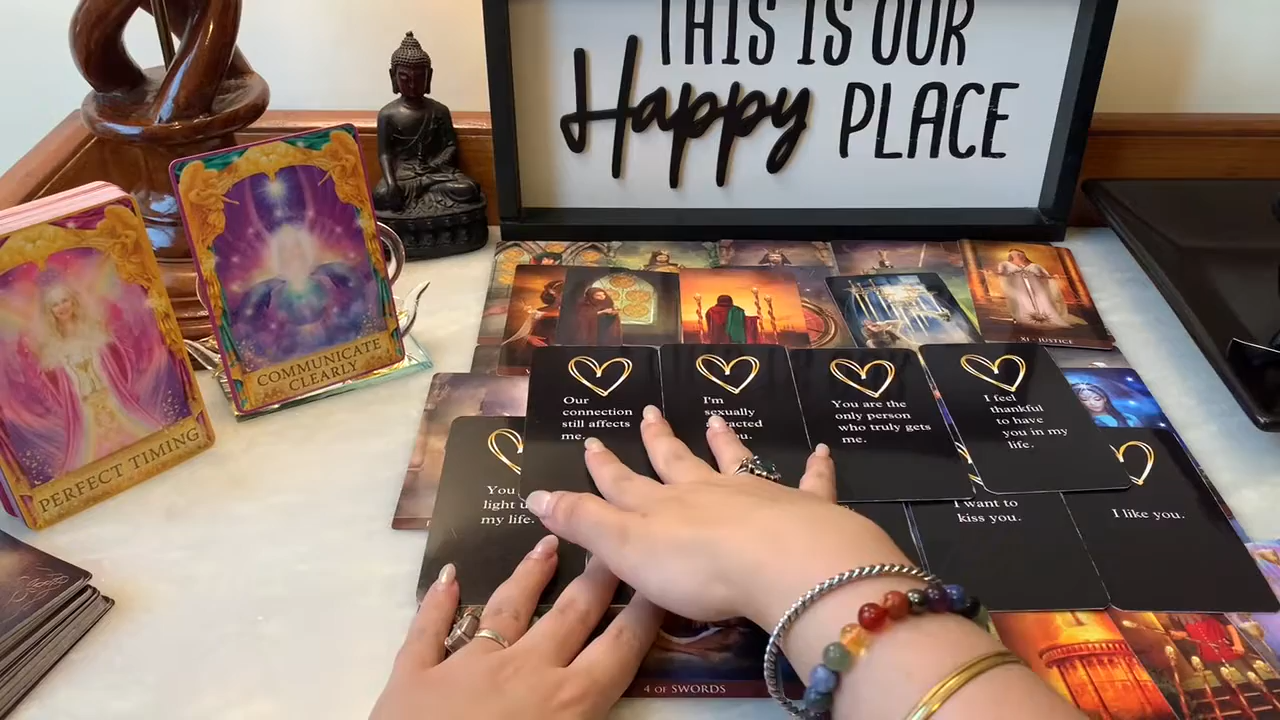 THIS IS OUR
Happy PLACE
COMMUNICATE
CLEARLY
PERFECT TIMING
XI - JUSTICE
Our
connection
still affects
me.
I'm
sexually
You are the
only person
who truly gets
me.
I feel
thankful
to have
you in my
life.
You
light
my life.
I want to
kiss you.
I like you.
4 OF SWORDS